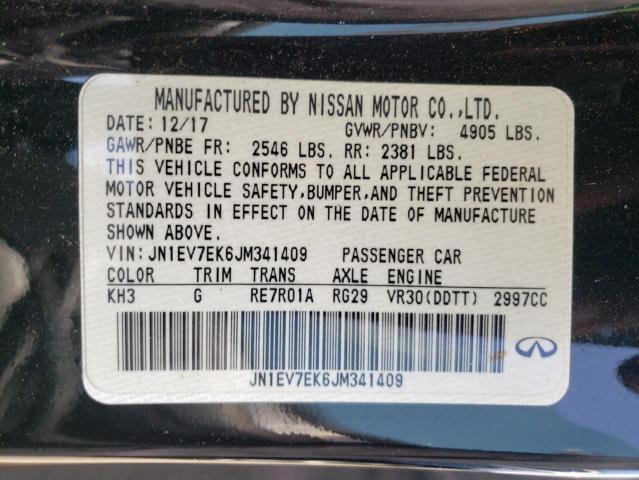 MANUFACTURED BY NISSAN MOTOR CO.,LTD.
DATE: 12/17 GVWR/PNBV: 4905 LBS.
GAWR/PNBE FR: 2546 LBS. RR: 2381 LBS.
THIS VEHICLE CONFORMS TO ALL APPLICABLE FEDERAL
MOTOR VEHICLE SAFETY,BUMPER,AND THEFT PREVENTION
STANDARDS IN EFFECT ON THE DATE OF MANUFACTURE
SHOWN ABOVE.
VIN:JN1EV7EK6JM341409 PASSENGER CAR
COLOR TRIM TRANS AXLE ENGINE
KH3 G RE7R01A RG29 VR30(DDTT) 2997CC
JN1EV7EK6JM341409